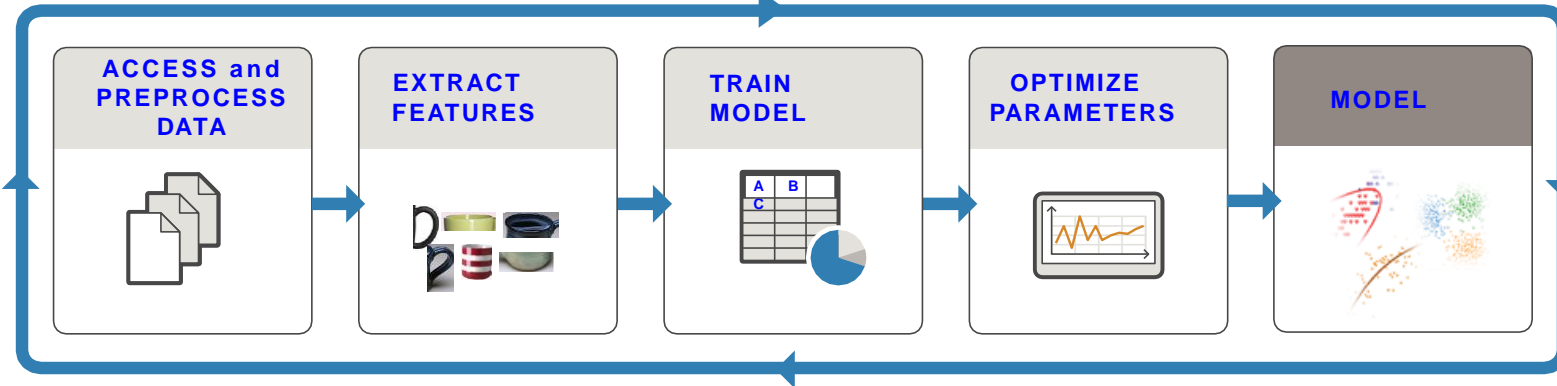 ACCESS and
PREPROCESS
DATA
EXTRACT
FEATURES
TRAIN
MODEL
A B
C
OPTIMIZE
PARAMETERS
MODEL